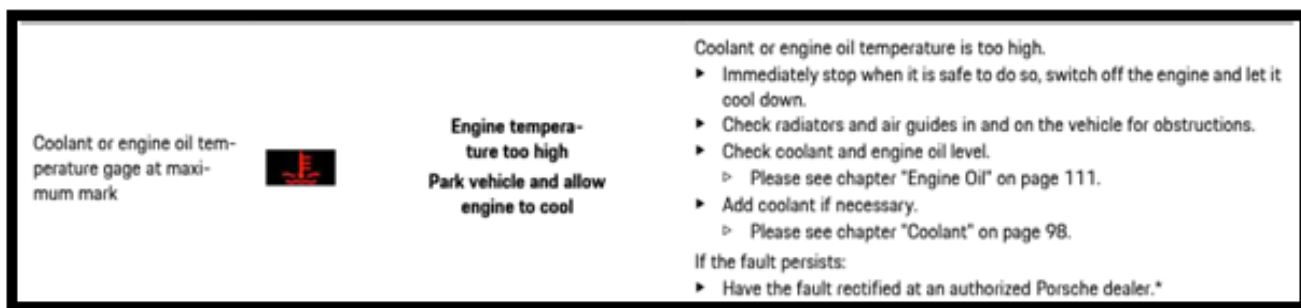 Coolant or engine oil tem-
perature gage at maxi-
mum mark
Engine tempera-
ture too high
Park vehicle and allow
engine to cool
Coolant or engine oil temperature is too high.
▶ Immediately stop when it is safe to do so, switch off the engine and let it
cool down.
▶ Check radiators and air guides in and on the vehicle for obstructions.
▶ Check coolant and engine oil level.
▷ Please see chapter "Engine Oil" on page 111.
▶ Add coolant if necessary.
▷ Please see chapter "Coolant" on page 98.
If the fault persists:
▶ Have the fault rectified at an authorized Porsche dealer.*